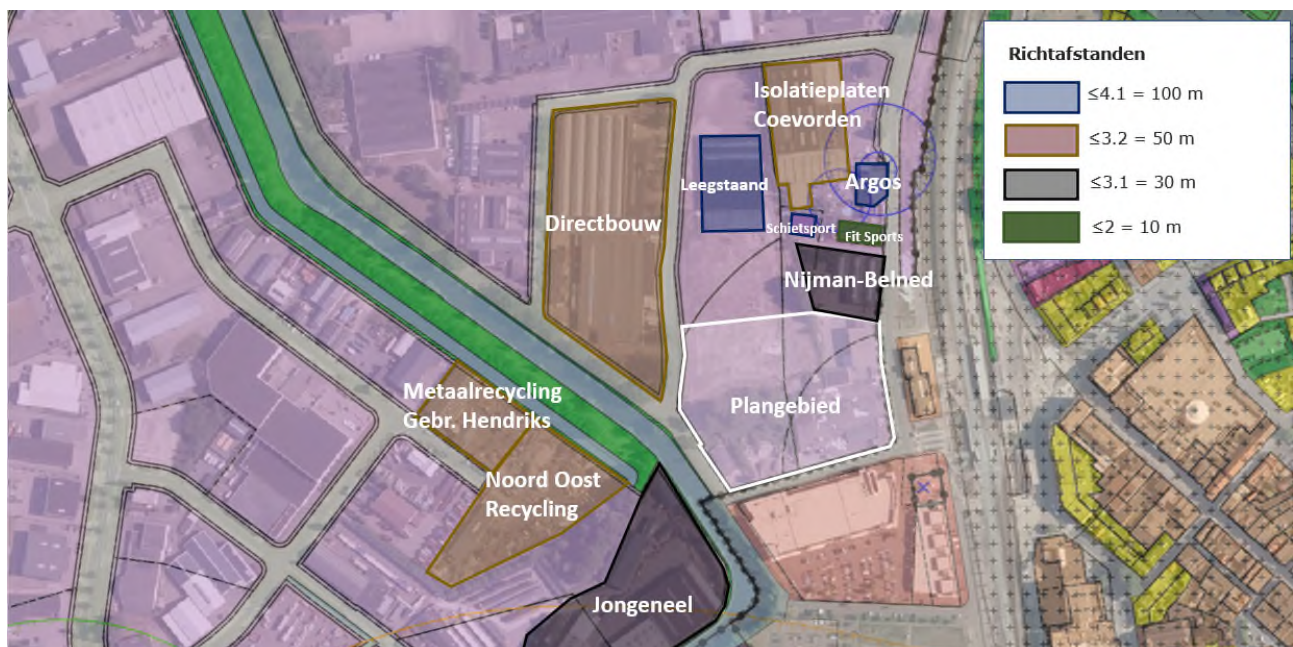 Richtafstanden
≤4.1 = 100 m
≤3.2 = 50 m
≤3.1 = 30 m
≤2 = 10 m
Isolatieplaten
Coevorden
Leegstaand
Argos
Directbouw
Schietsport
Fit Sports
Nijman-Belned
Metaalrecycling
Gebr. Hendriks
Plangebied
Noord Oost
Recycling
Jongeneel